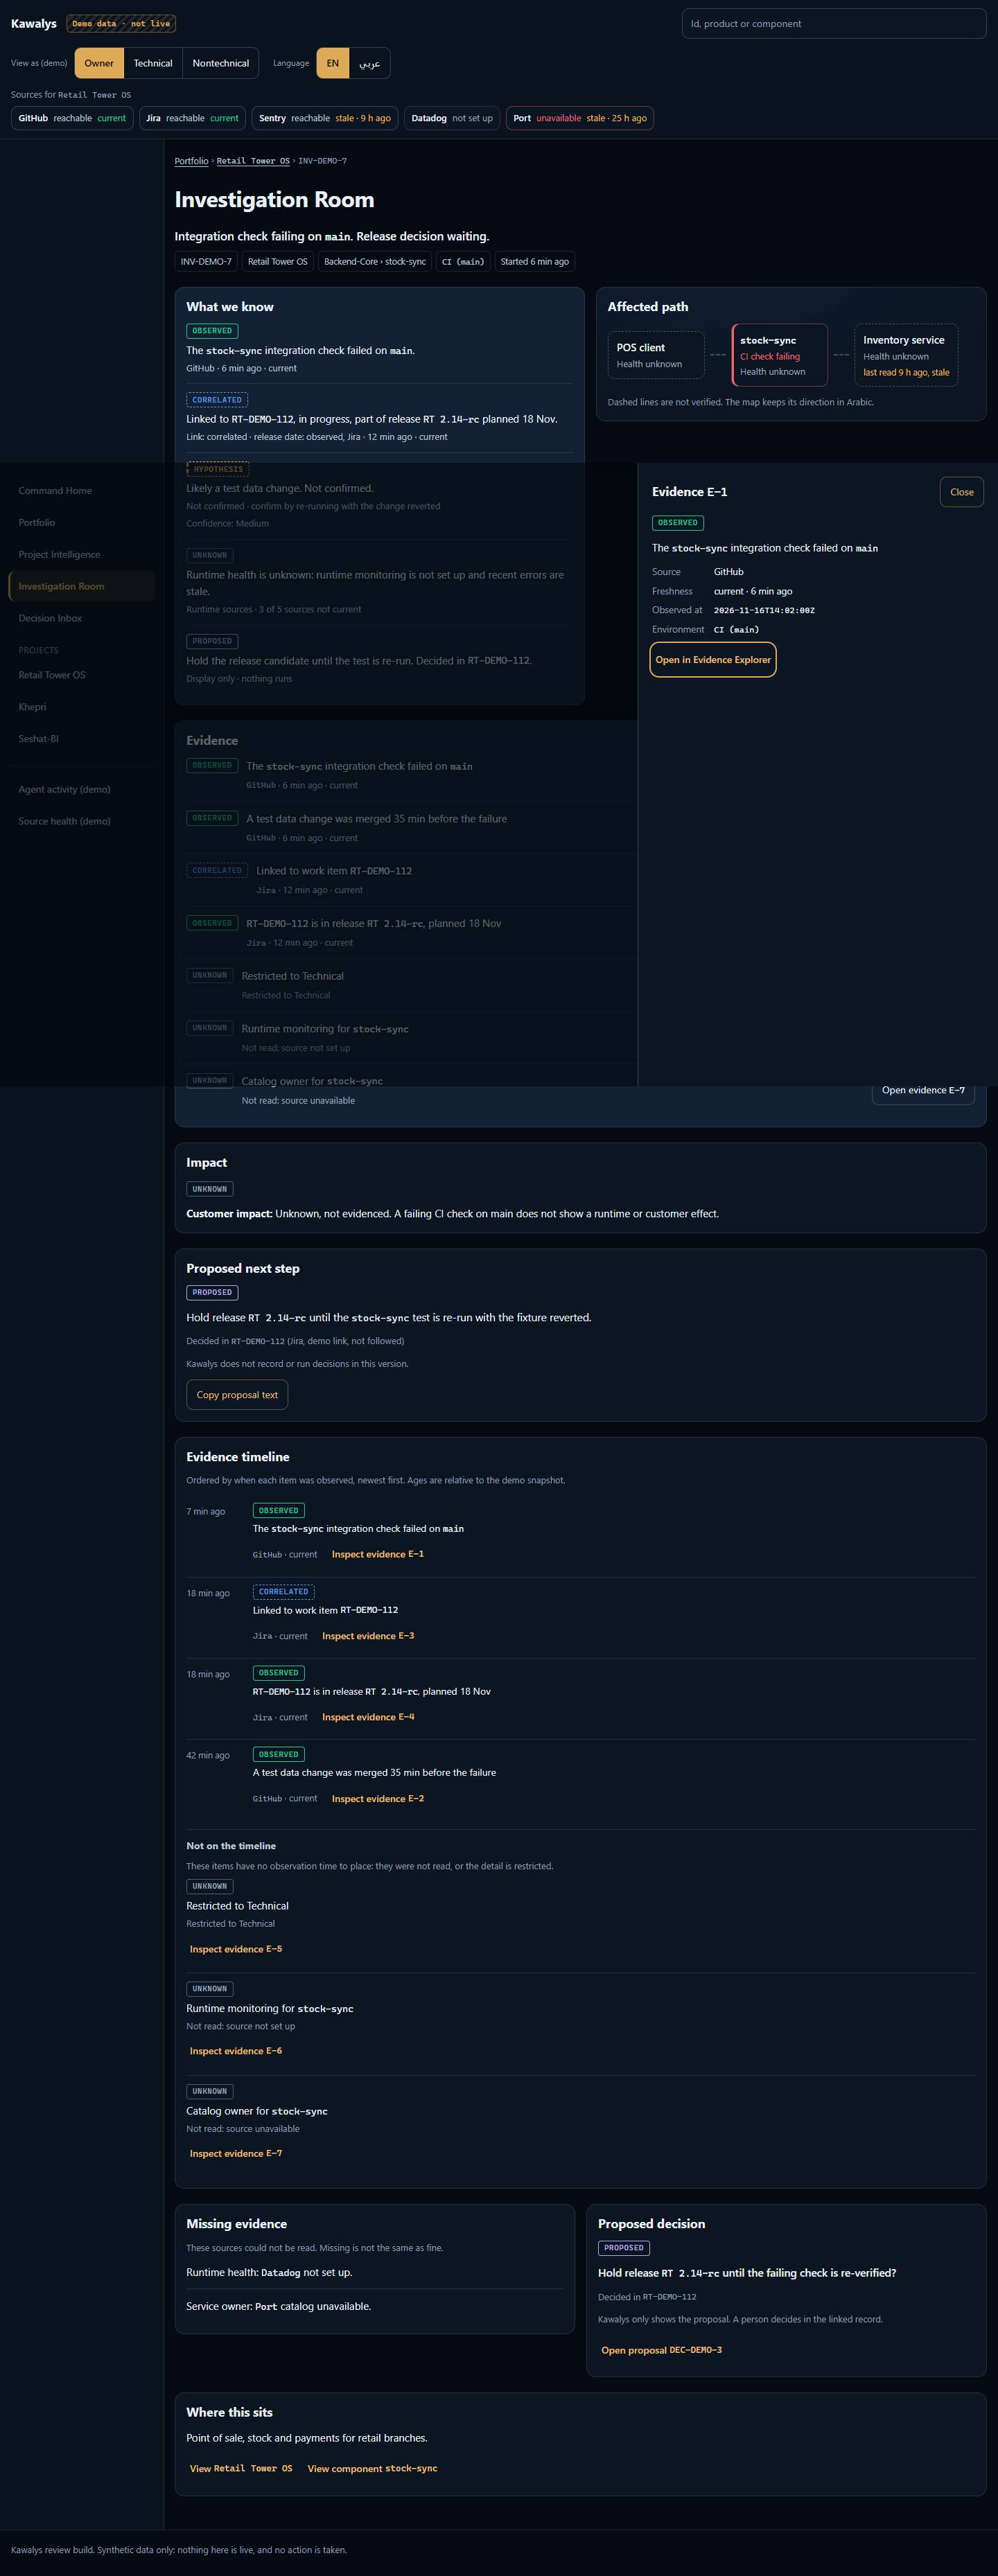 Kawalys
Demo data · not live
Id, product or component
View as (demo)
Owner
Technical
Nontechnical
Language
EN
عربي
Sources for Retail Tower OS
GitHub reachable current
Jira reachable current
Sentry reachable stale · 9 h ago
Datadog not set up
Port unavailable stale · 25 h ago
Portfolio › Retail Tower OS › INV-DEMO-7
Investigation Room
Integration check failing on main. Release decision waiting.
INV-DEMO-7
Retail Tower OS
Backend-Core › stock-sync
CI (main)
Started 6 min ago
What we know
OBSERVED
The stock-sync integration check failed on main.
GitHub · 6 min ago · current
CORRELATED
Linked to RT-DEMO-112, in progress, part of release RT 2.14-rc planned 18 Nov.
Link: correlated · release date: observed, Jira · 12 min ago · current
HYPOTHESIS
Likely a test data change. Not confirmed.
Not confirmed · confirm by re-running with the change reverted
Confidence: Medium
UNKNOWN
Runtime health is unknown: runtime monitoring is not set up and recent errors are
stale.
Runtime sources · 3 of 5 sources not current
PROPOSED
Hold the release candidate until the test is re-run. Decided in RT-DEMO-112.
Display only · nothing runs
Affected path
POS client
Health unknown
stock-sync
CI check failing
Health unknown
Inventory service
Health unknown
last read 9 h ago, stale
Dashed lines are not verified. The map keeps its direction in Arabic.
Command Home
Portfolio
Project Intelligence
Investigation Room
Decision Inbox
PROJECTS
Retail Tower OS
Khepri
Seshat-BI
Agent activity (demo)
Source health (demo)
Evidence E-1
Close
OBSERVED
The stock-sync integration check failed on main
Source GitHub
Freshness current · 6 min ago
Observed at 2026-11-16T14:02:00Z
Environment CI (main)
Open in Evidence Explorer
Evidence
OBSERVED
The stock-sync integration check failed on main
GitHub · 6 min ago · current
OBSERVED
A test data change was merged 35 min before the failure
GitHub · 6 min ago · current
CORRELATED
Linked to work item RT-DEMO-112
Jira · 12 min ago · current
OBSERVED
RT-DEMO-112 is in release RT 2.14-rc, planned 18 Nov
Jira · 12 min ago · current
UNKNOWN
Restricted to Technical
Restricted to Technical
UNKNOWN
Runtime monitoring for stock-sync
Not read: source not set up
UNKNOWN
Catalog owner for stock-sync
Not read: source unavailable
Open evidence E-7
Impact
UNKNOWN
Customer impact: Unknown, not evidenced. A failing CI check on main does not show a runtime or customer effect.
Proposed next step
PROPOSED
Hold release RT 2.14-rc until the stock-sync test is re-run with the fixture reverted.
Decided in RT-DEMO-112 (Jira, demo link, not followed)
Kawalys does not record or run decisions in this version.
Copy proposal text
Evidence timeline
Ordered by when each item was observed, newest first. Ages are relative to the demo snapshot.
7 min ago
OBSERVED
The stock-sync integration check failed on main
GitHub · current
Inspect evidence E-1
18 min ago
CORRELATED
Linked to work item RT-DEMO-112
Jira · current
Inspect evidence E-3
18 min ago
OBSERVED
RT-DEMO-112 is in release RT 2.14-rc, planned 18 Nov
Jira · current
Inspect evidence E-4
42 min ago
OBSERVED
A test data change was merged 35 min before the failure
GitHub · current
Inspect evidence E-2
Not on the timeline
These items have no observation time to place: they were not read, or the detail is restricted.
UNKNOWN
Restricted to Technical
Restricted to Technical
Inspect evidence E-5
UNKNOWN
Runtime monitoring for stock-sync
Not read: source not set up
Inspect evidence E-6
UNKNOWN
Catalog owner for stock-sync
Not read: source unavailable
Inspect evidence E-7
Missing evidence
These sources could not be read. Missing is not the same as fine.
Runtime health: Datadog not set up.
Service owner: Port catalog unavailable.
Proposed decision
PROPOSED
Hold release RT 2.14-rc until the failing check is re-verified?
Decided in RT-DEMO-112
Kawalys only shows the proposal. A person decides in the linked record.
Open proposal DEC-DEMO-3
Where this sits
Point of sale, stock and payments for retail branches.
View Retail Tower OS
View component stock-sync
Kawalys review build. Synthetic data only: nothing here is live, and no action is taken.